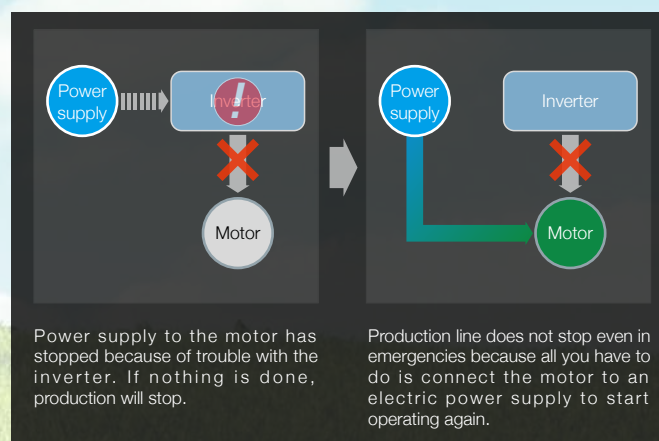 Power
supply
Inverter
!
Motor
Power
supply
Inverter
Motor
Power supply to the motor has
stopped because of trouble with the
inverter. If nothing is done,
production will stop.
Production line does not stop even in
emergencies because all you have to
do is connect the motor to an
electric power supply to start
operating again.